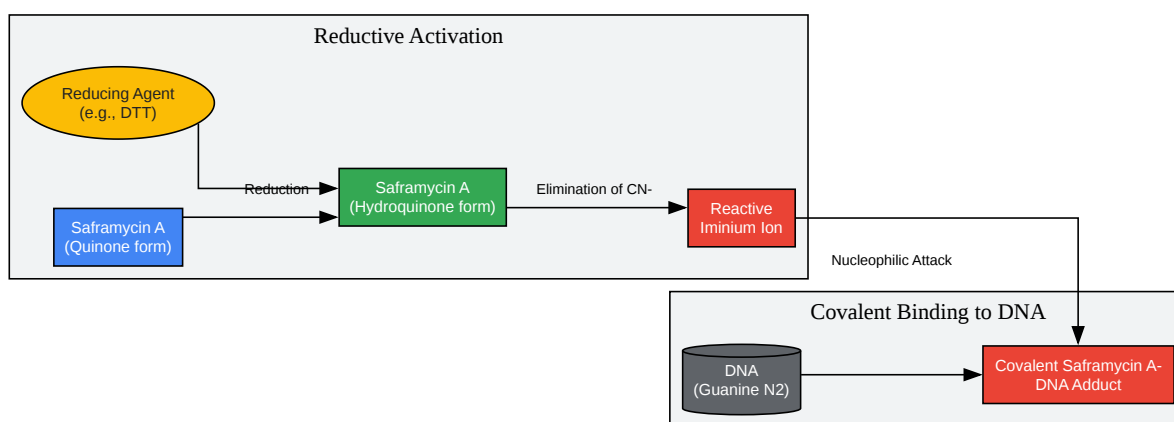 Reductive Activation
Reducing Agent
(e.g., DTT)
Reduction
Saframycin A
(Quinone form)
Saframycin A
(Hydroquinone form)
Elimination of CN-
Reactive
Iminium Ion
Nucleophilic Attack
Covalent Binding to DNA
DNA
(Guanine N2)
Covalent Saframycin A-
DNA Adduct